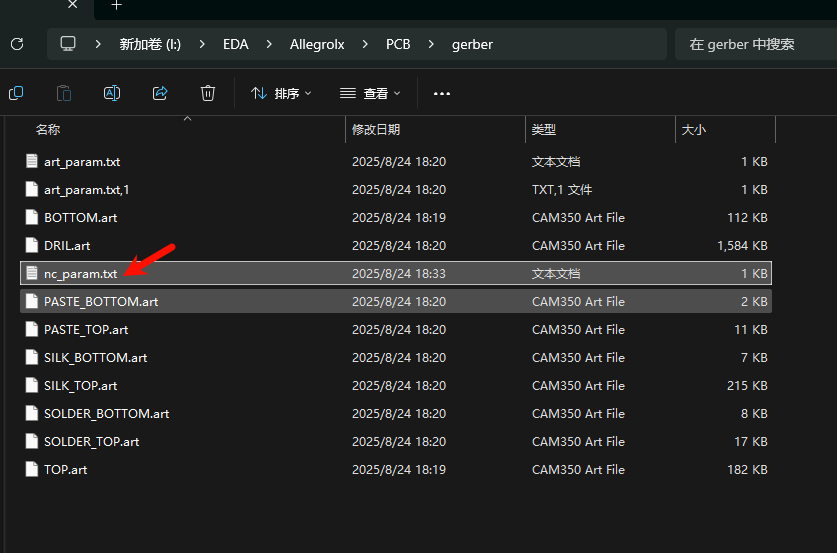 新加卷 (I:) EDA Allegrolx PCB gerber 在 gerber 中搜索
排序 查看
名称 修改日期 类型 大小
art_param.txt 2025/8/24 18:20 文本文档 1 KB
art_param.txt,1 2025/8/24 18:20 TXT,1 文件 1 KB
BOTTOM.art 2025/8/24 18:19 CAM350 Art File 112 KB
DRIL.art 2025/8/24 18:20 CAM350 Art File 1,584 KB
nc_param.txt 2025/8/24 18:33 文本文档 1 KB
PASTE_BOTTOM.art 2025/8/24 18:20 CAM350 Art File 2 KB
PASTE_TOP.art 2025/8/24 18:20 CAM350 Art File 11 KB
SILK_BOTTOM.art 2025/8/24 18:20 CAM350 Art File 7 KB
SILK_TOP.art 2025/8/24 18:20 CAM350 Art File 215 KB
SOLDER_BOTTOM.art 2025/8/24 18:20 CAM350 Art File 8 KB
SOLDER_TOP.art 2025/8/24 18:20 CAM350 Art File 17 KB
TOP.art 2025/8/24 18:19 CAM350 Art File 182 KB